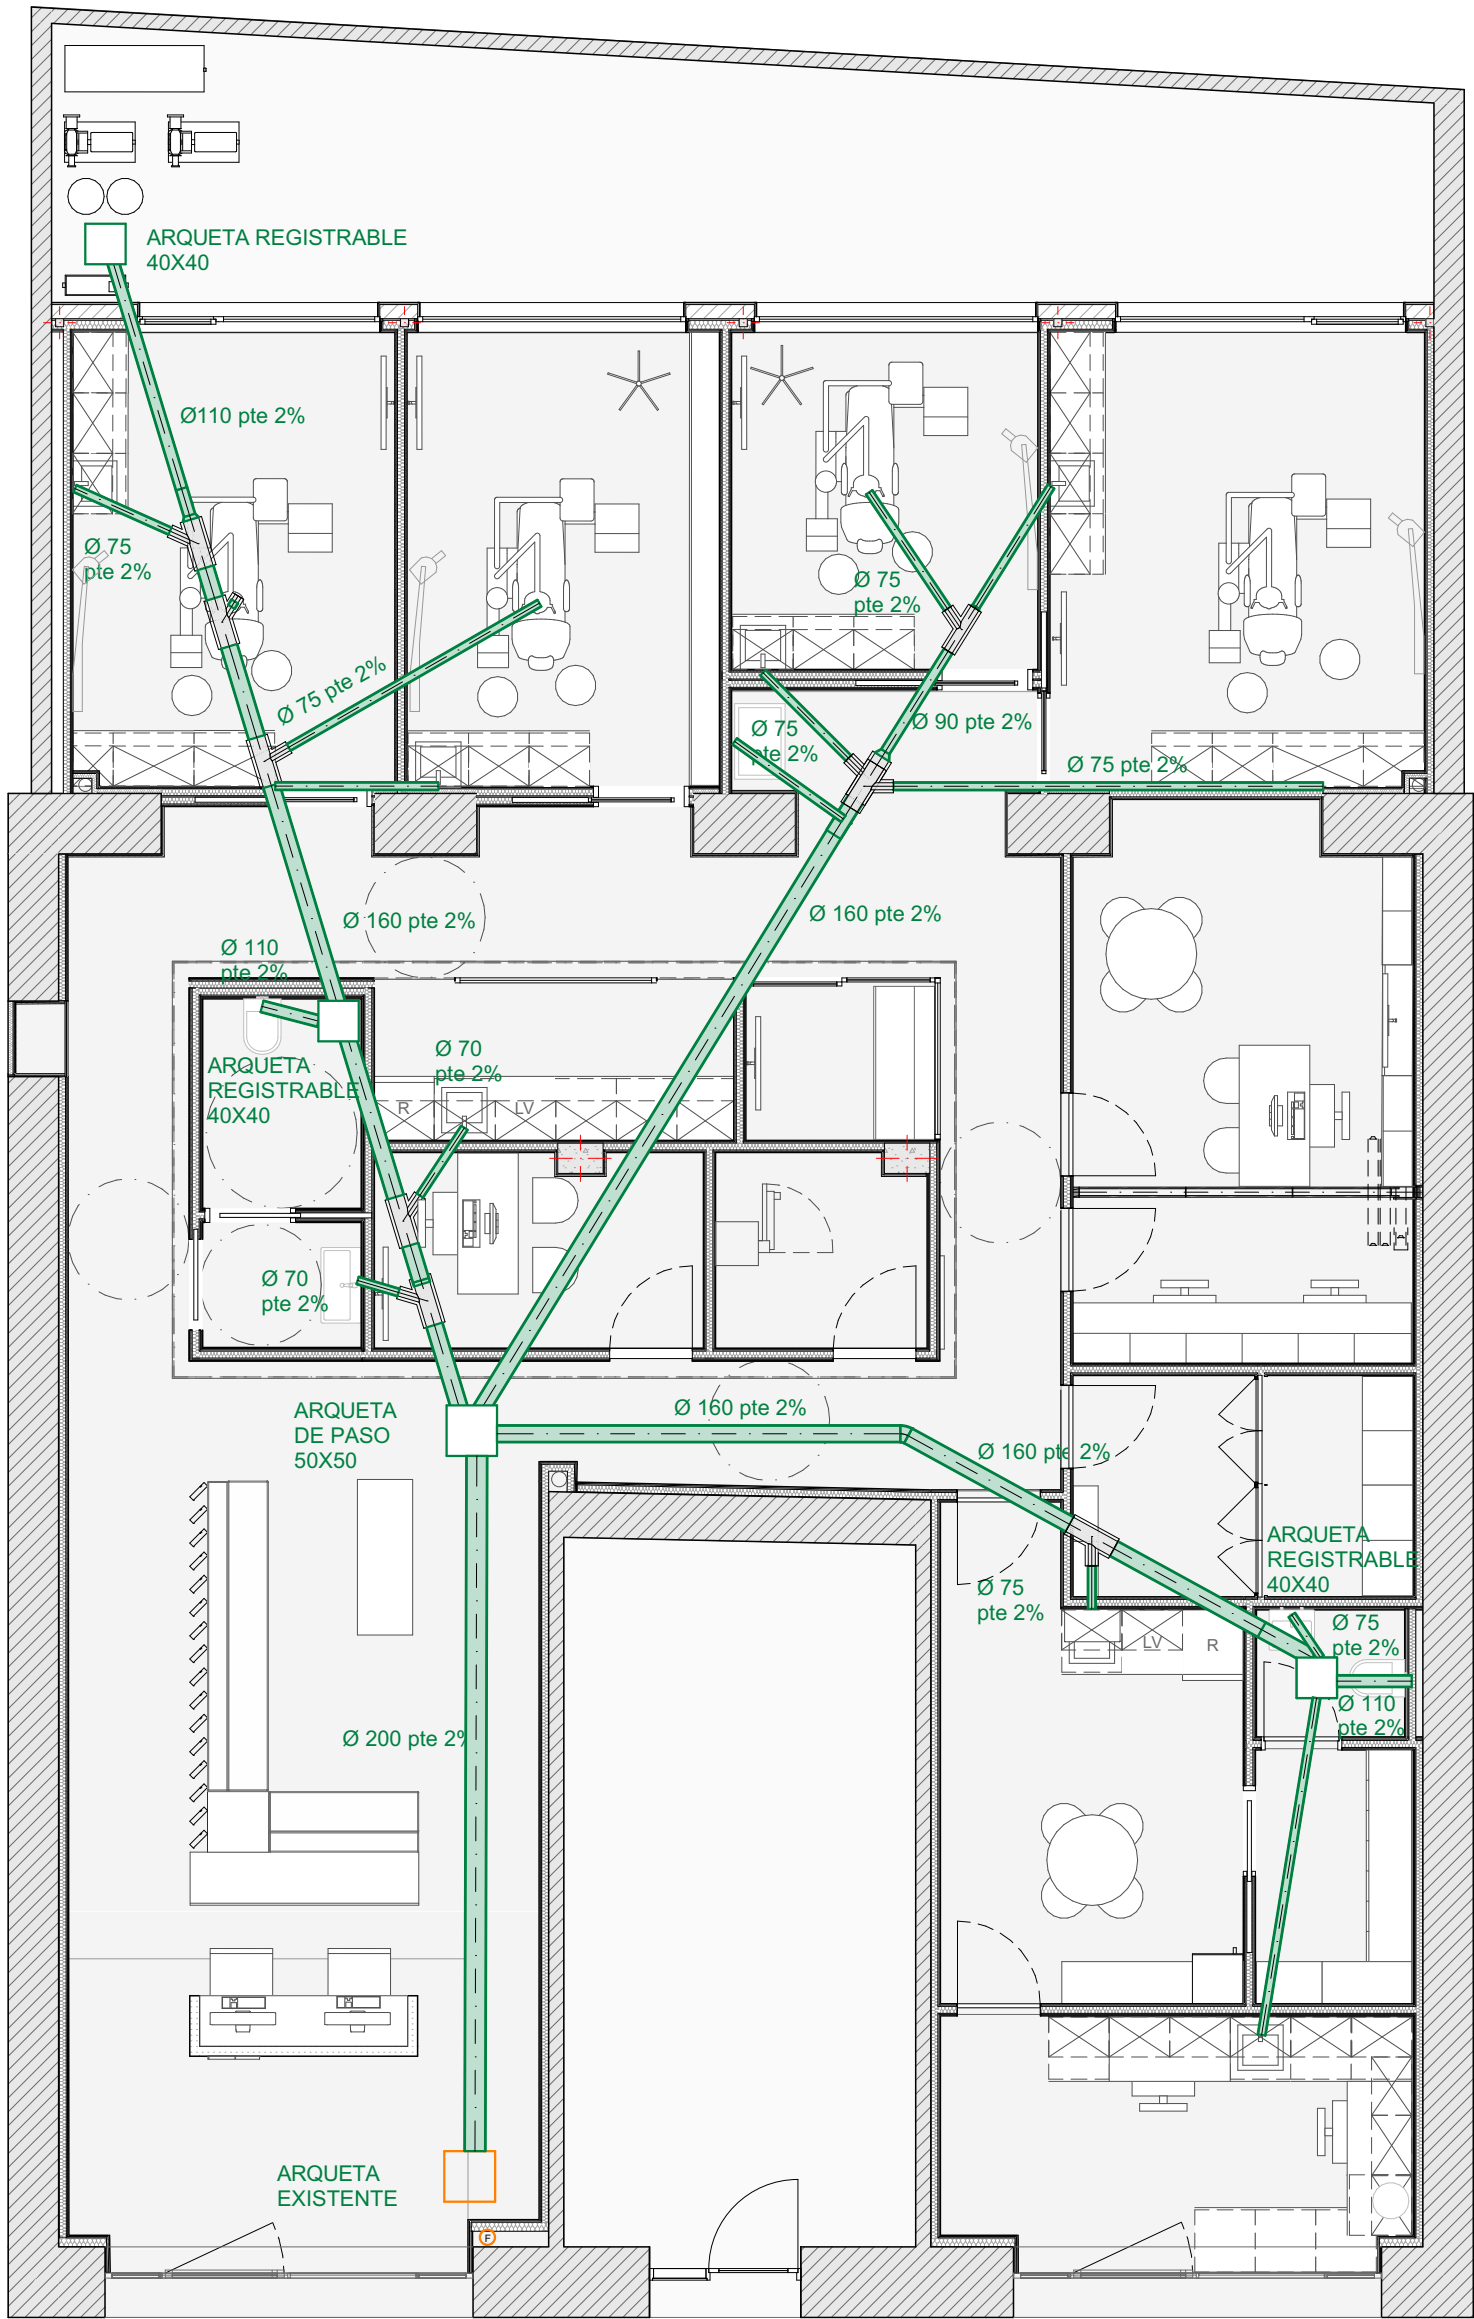 ARQUETA REGISTRABLE
40X40
Ø110 pte 2%
Ø 75
pte 2%
Ø 75
pte 2%
Ø 75 pte 2%
Ø 75
pte 2%
Ø 90 pte 2%
Ø 75 pte 2%
Ø 160 pte 2%
Ø 160 pte 2%
Ø 110
pte 2%
Ø 70
pte 2%
ARQUETA
REGISTRABLE
40X40
R
LV
Ø 70
pte 2%
ARQUETA
DE PASO
50X50
Ø 160 pte 2%
Ø 160 pte 2%
ARQUETA
REGISTRABLE
40X40
Ø 75
pte 2%
Ø 75
pte 2%
LV
R
Ø 110
pte 2%
Ø 200 pte 2%
ARQUETA
EXISTENTE
F